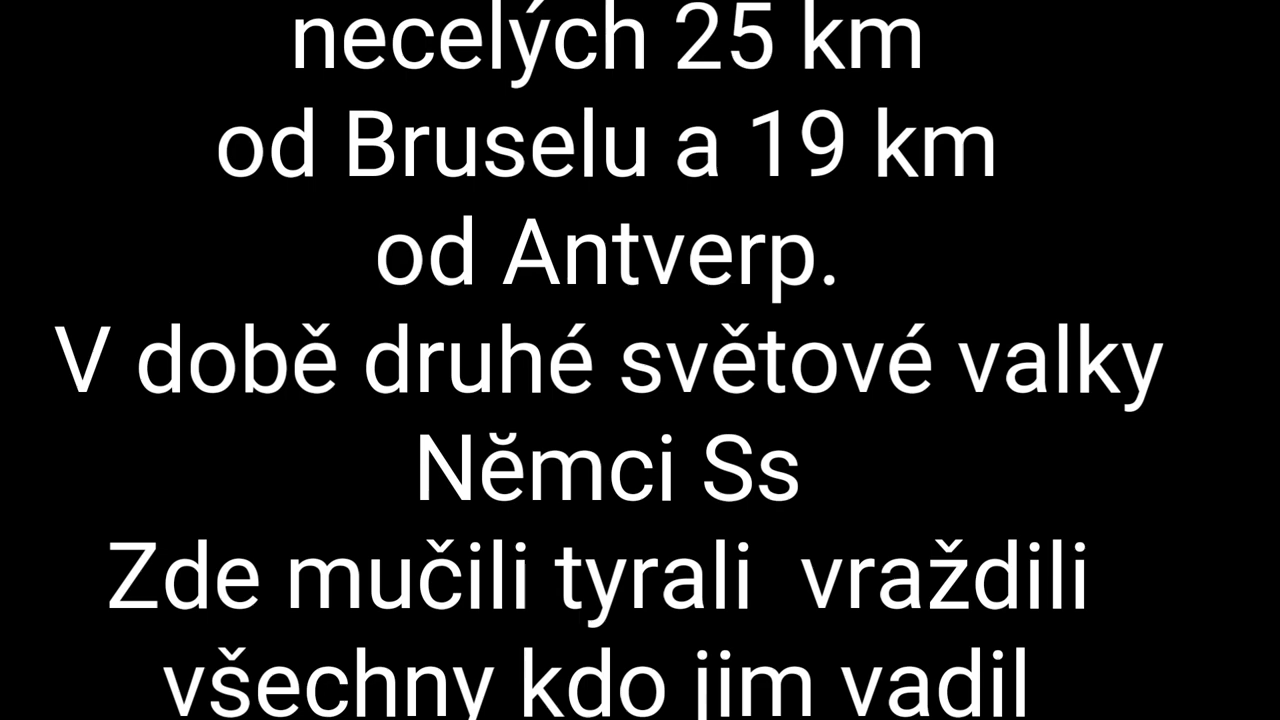 necelých 25 km
od Bruselu a 19 km
od Antverp.
V době druhé světové valky
Nĕmci Ss
Zde mučili tyrali  vraždili
všechny kdo jim vadil